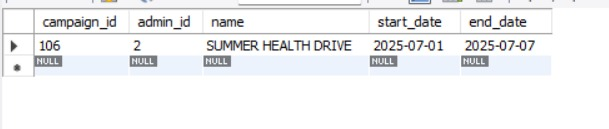 campaign_id admin_id name start_date end_date
106 2 SUMMER HEALTH DRIVE 2025-07-01 2025-07-07
NULL NULL NULL NULL NULL